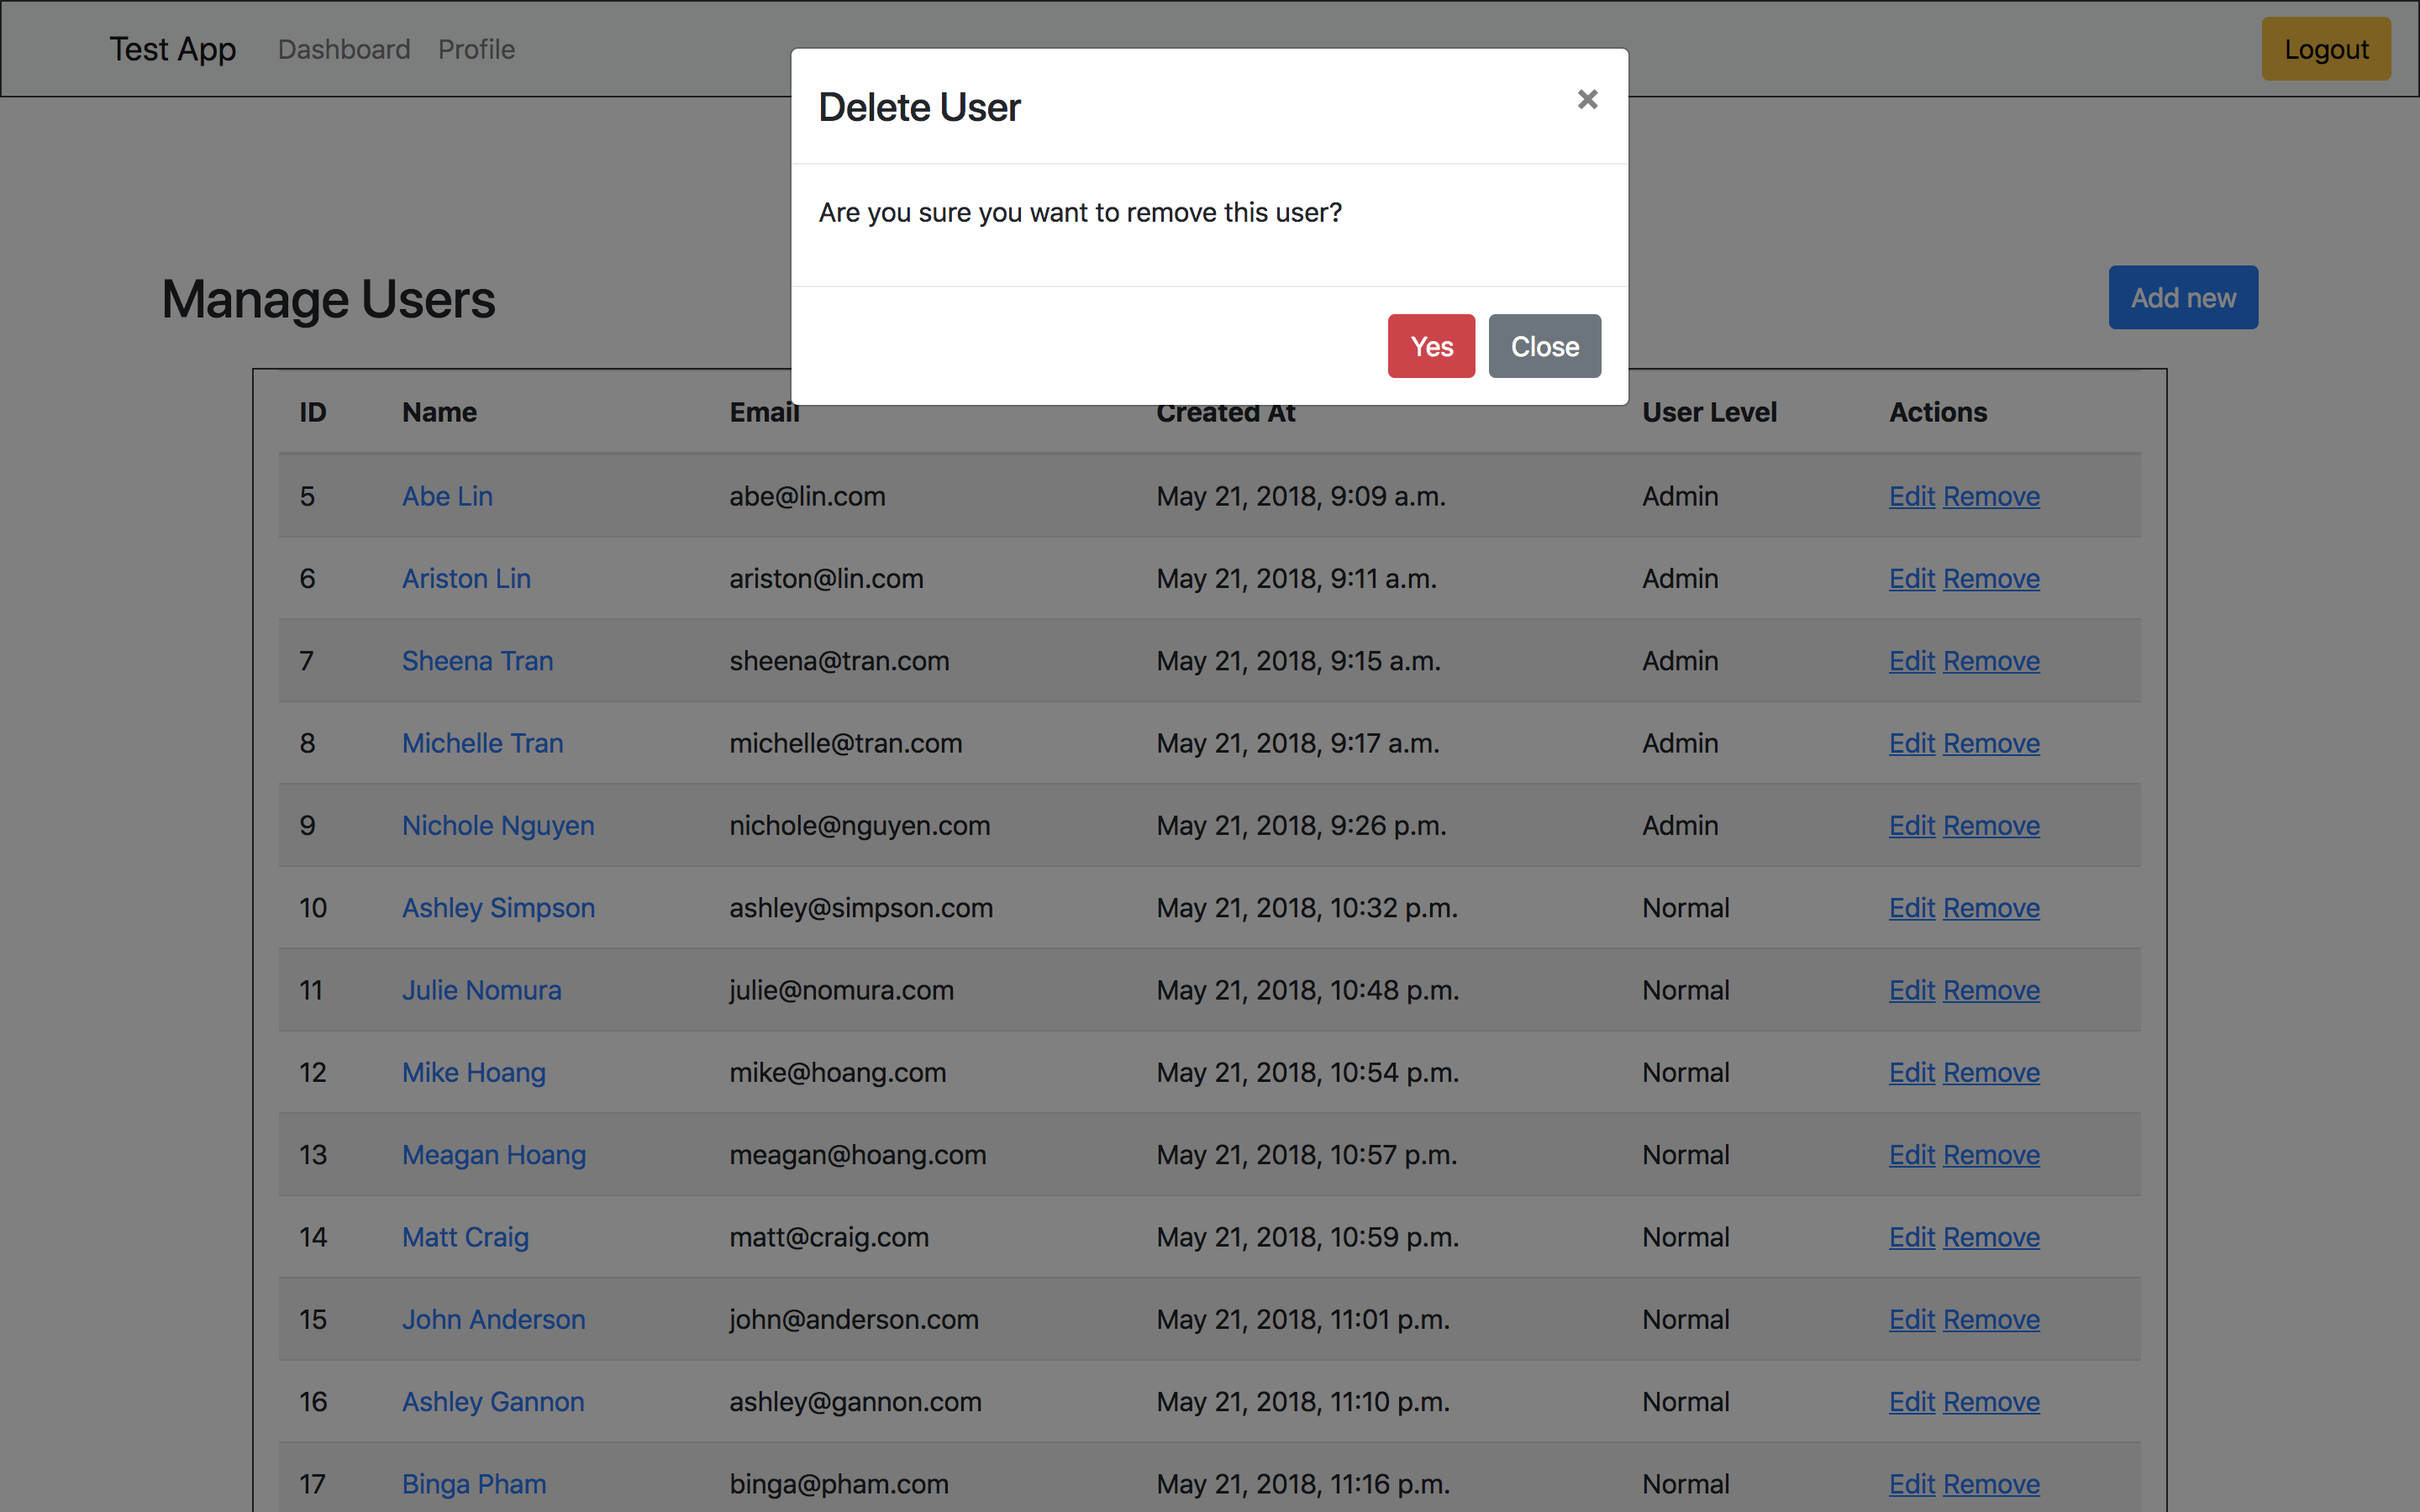 Test App Dashboard Profile Logout
Delete User ×
Are you sure you want to remove this user?
Yes Close
Manage Users Add new
ID Name Email Created At User Level Actions
5 Abe Lin abe@lin.com May 21, 2018, 9:09 a.m. Admin Edit Remove
6 Ariston Lin ariston@lin.com May 21, 2018, 9:11 a.m. Admin Edit Remove
7 Sheena Tran sheena@tran.com May 21, 2018, 9:15 a.m. Admin Edit Remove
8 Michelle Tran michelle@tran.com May 21, 2018, 9:17 a.m. Admin Edit Remove
9 Nichole Nguyen nichole@nguyen.com May 21, 2018, 9:26 p.m. Admin Edit Remove
10 Ashley Simpson ashley@simpson.com May 21, 2018, 10:32 p.m. Normal Edit Remove
11 Julie Nomura julie@nomura.com May 21, 2018, 10:48 p.m. Normal Edit Remove
12 Mike Hoang mike@hoang.com May 21, 2018, 10:54 p.m. Normal Edit Remove
13 Meagan Hoang meagan@hoang.com May 21, 2018, 10:57 p.m. Normal Edit Remove
14 Matt Craig matt@craig.com May 21, 2018, 10:59 p.m. Normal Edit Remove
15 John Anderson john@anderson.com May 21, 2018, 11:01 p.m. Normal Edit Remove
16 Ashley Gannon ashley@gannon.com May 21, 2018, 11:10 p.m. Normal Edit Remove
17 Binga Pham binga@pham.com May 21, 2018, 11:16 p.m. Normal Edit Remove